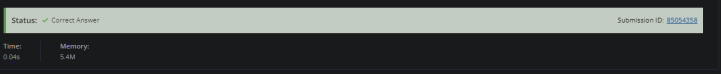 Status: ✓ Correct Answer Submission ID: 85054358
Time: Memory:
0.04s 5.4M